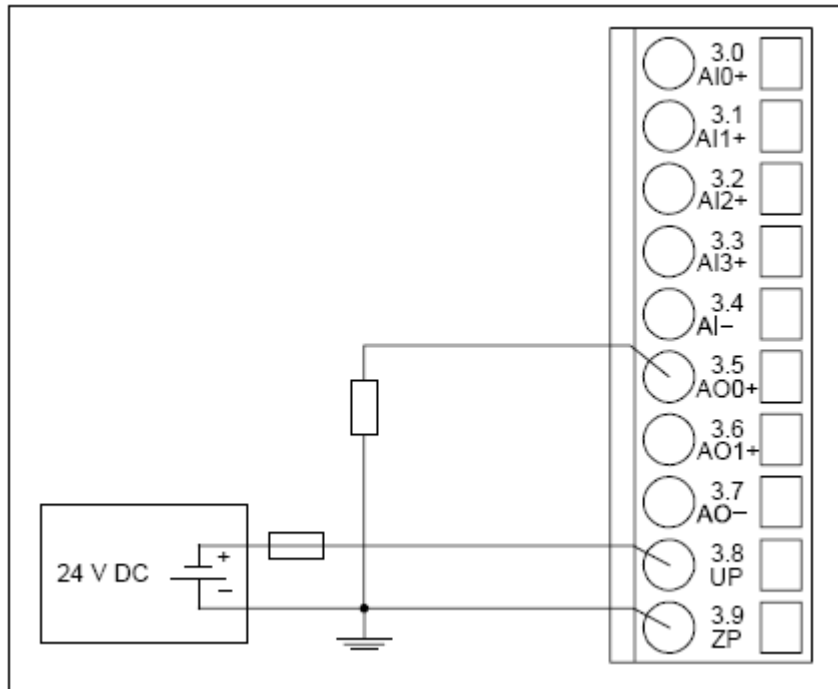 3.0
AI0+
3.1
AI1+
3.2
AI2+
3.3
AI3+
3.4
AI−
3.5
AO0+
3.6
AO1+
3.7
AO−
24 V DC
+
−
3.8
UP
3.9
ZP